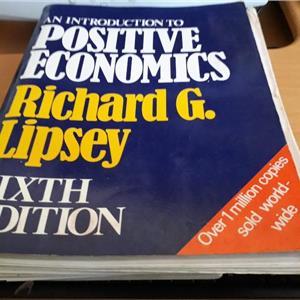 AN INTRODUCTION TO
POSITIVE
ECONOMICS
Richard G.
Lipsey
IXTH
DITION
Over 1 million copies
sold world-
wide